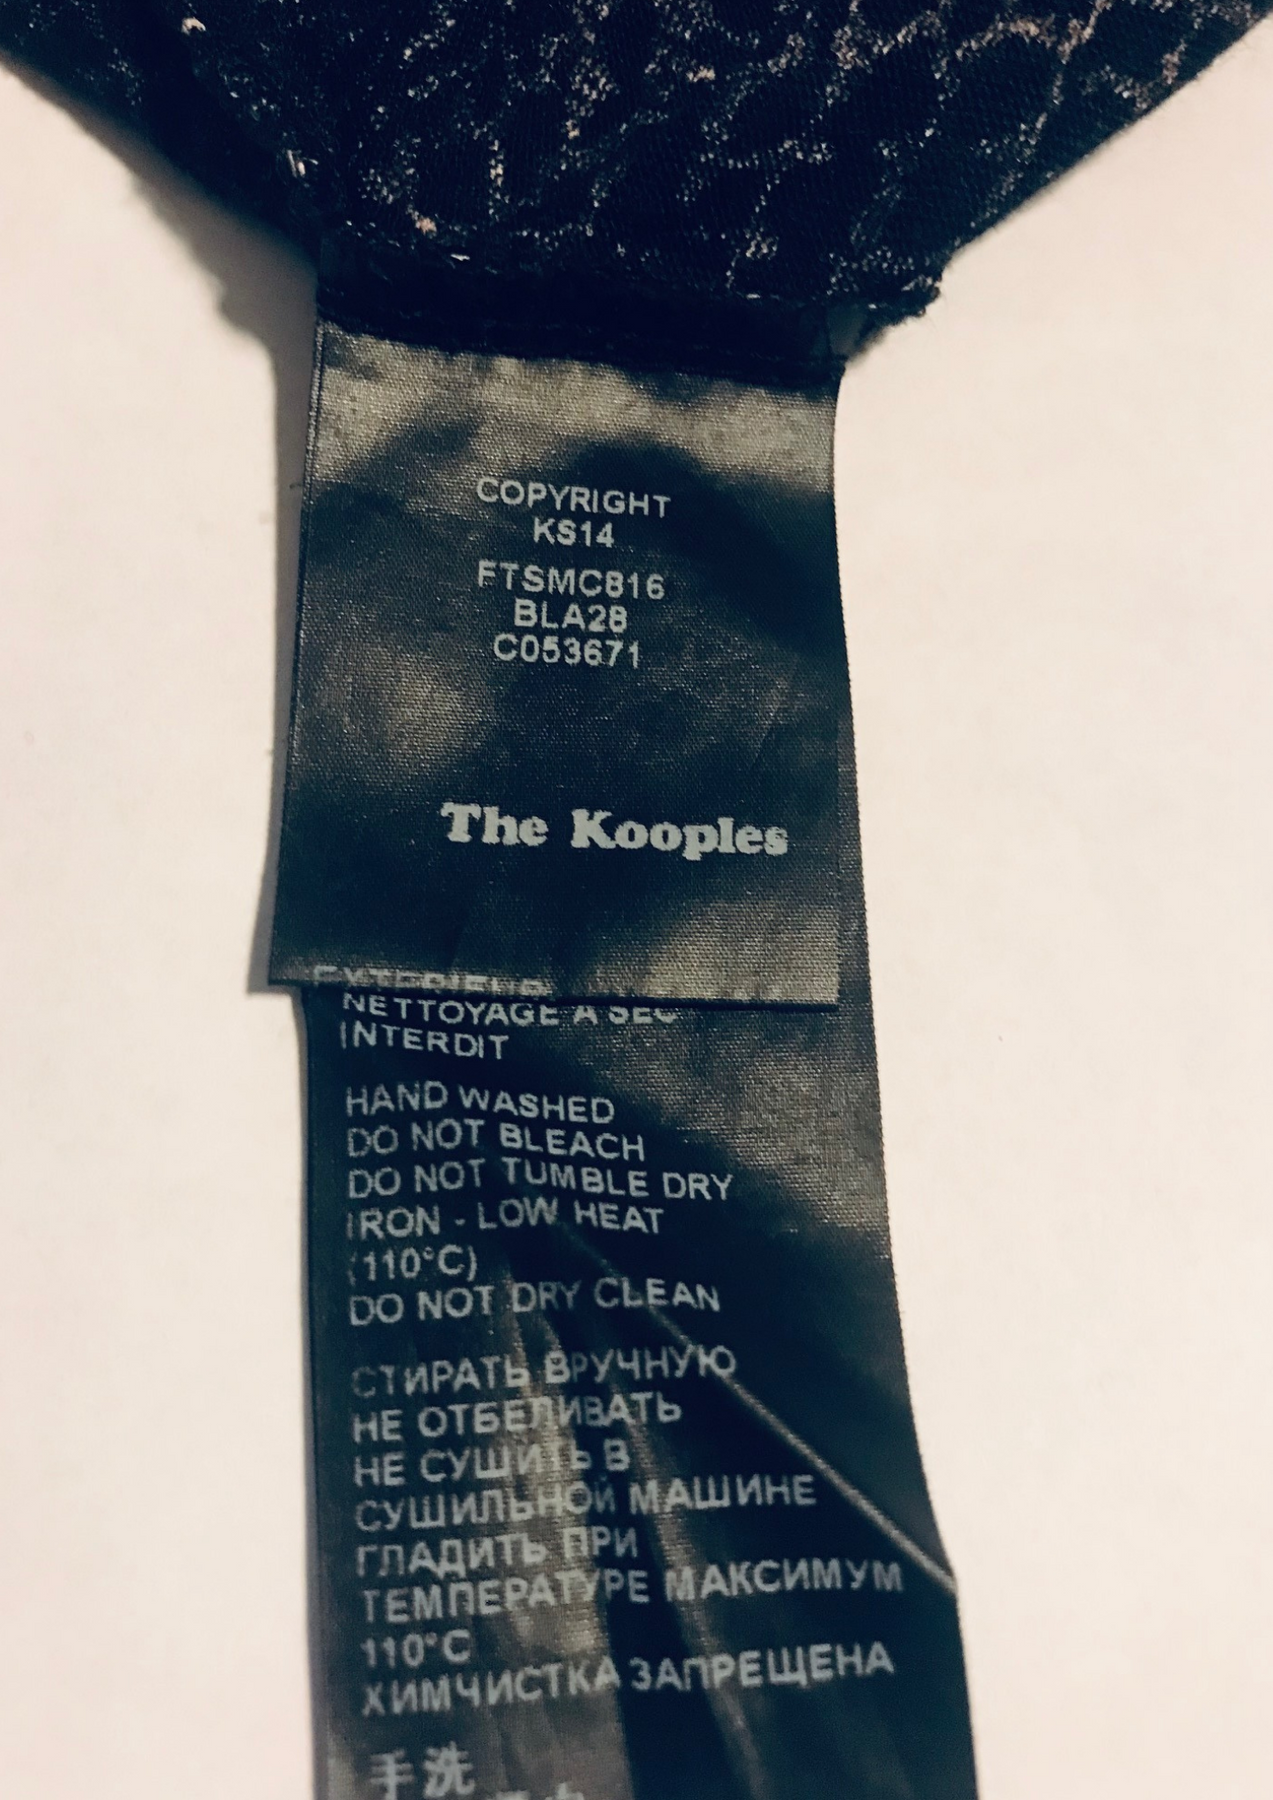 COPYRIGHT
KS14
FTSMC816
BLA28
C053671
The Kooples
EXTERIEUR
NETTOYAGE A SEC
INTERDIT
HAND WASHED
DO NOT BLEACH
DO NOT TUMBLE DRY
IRON - LOW HEAT
(110°C)
DO NOT DRY CLEAN
СТИРАТЬ ВРУЧНУЮ
НЕ ОТБЕЛИВАТЬ
НЕ СУШИТЬ В
СУШИЛЬНОЙ МАШИНЕ
ГЛАДИТЬ ПРИ
ТЕМПЕРАТУРЕ МАКСИМУМ
110°C
ХИМЧИСТКА ЗАПРЕЩЕНА
手洗